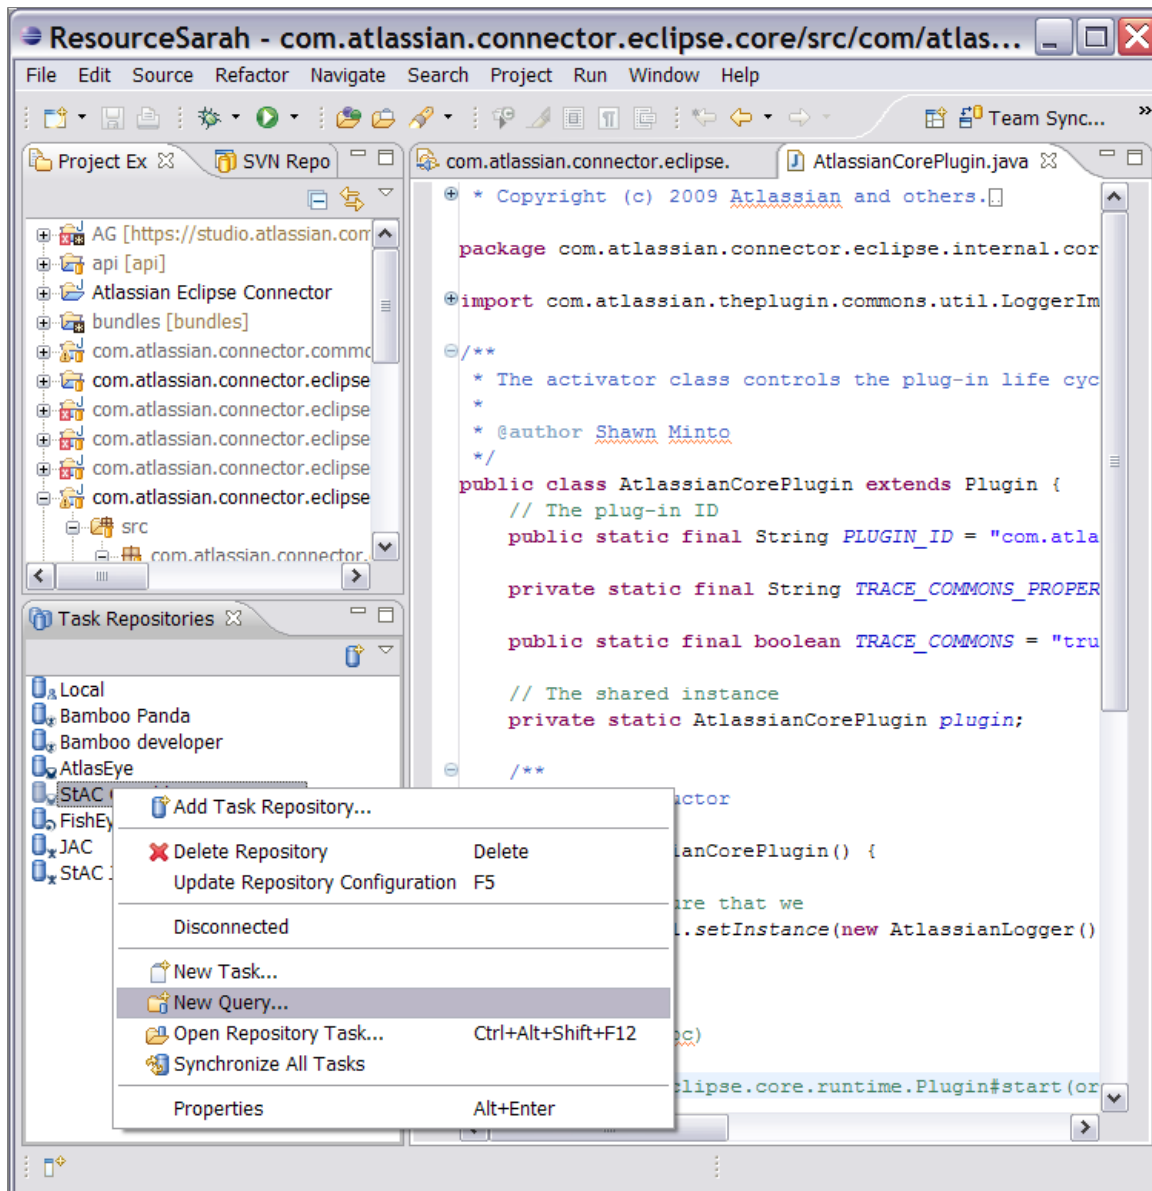 ResourceSarah - com.atlassian.connector.eclipse.core/src/com/atlas...
File Edit Source Refactor Navigate Search Project Run Window Help
Team Sync...
Project Ex
SVN Repo
AG [https://studio.atlassian.com
api [api]
Atlassian Eclipse Connector
bundles [bundles]
com.atlassian.connector.commo
com.atlassian.connector.eclipse
com.atlassian.connector.eclipse
com.atlassian.connector.eclipse
com.atlassian.connector.eclipse
com.atlassian.connector.eclipse
src
com.atlassian.connector.
Task Repositories
Local
Bamboo Panda
Bamboo developer
AtlasEye
StAC
FishEy
JAC
StAC
Add Task Repository...
Delete Repository Delete
Update Repository Configuration F5
Disconnected
New Task...
New Query...
Open Repository Task... Ctrl+Alt+Shift+F12
Synchronize All Tasks
Properties Alt+Enter
com.atlassian.connector.eclipse.
AtlassianCorePlugin.java
* Copyright (c) 2009 Atlassian and others.
package com.atlassian.connector.eclipse.internal.cor
import com.atlassian.theplugin.commons.util.LoggerIm
/**
* The activator class controls the plug-in life cyc
*
* @author Shawn Minto
*/
public class AtlassianCorePlugin extends Plugin {
// The plug-in ID
public static final String PLUGIN_ID = "com.atla
private static final String TRACE_COMMONS_PROPER
public static final boolean TRACE_COMMONS = "tru
// The shared instance
private static AtlassianCorePlugin plugin;
/**
uctor
ianCorePlugin() {
ure that we
l.setInstance(new AtlassianLogger()
oc)
clipse.core.runtime.Plugin#start(or